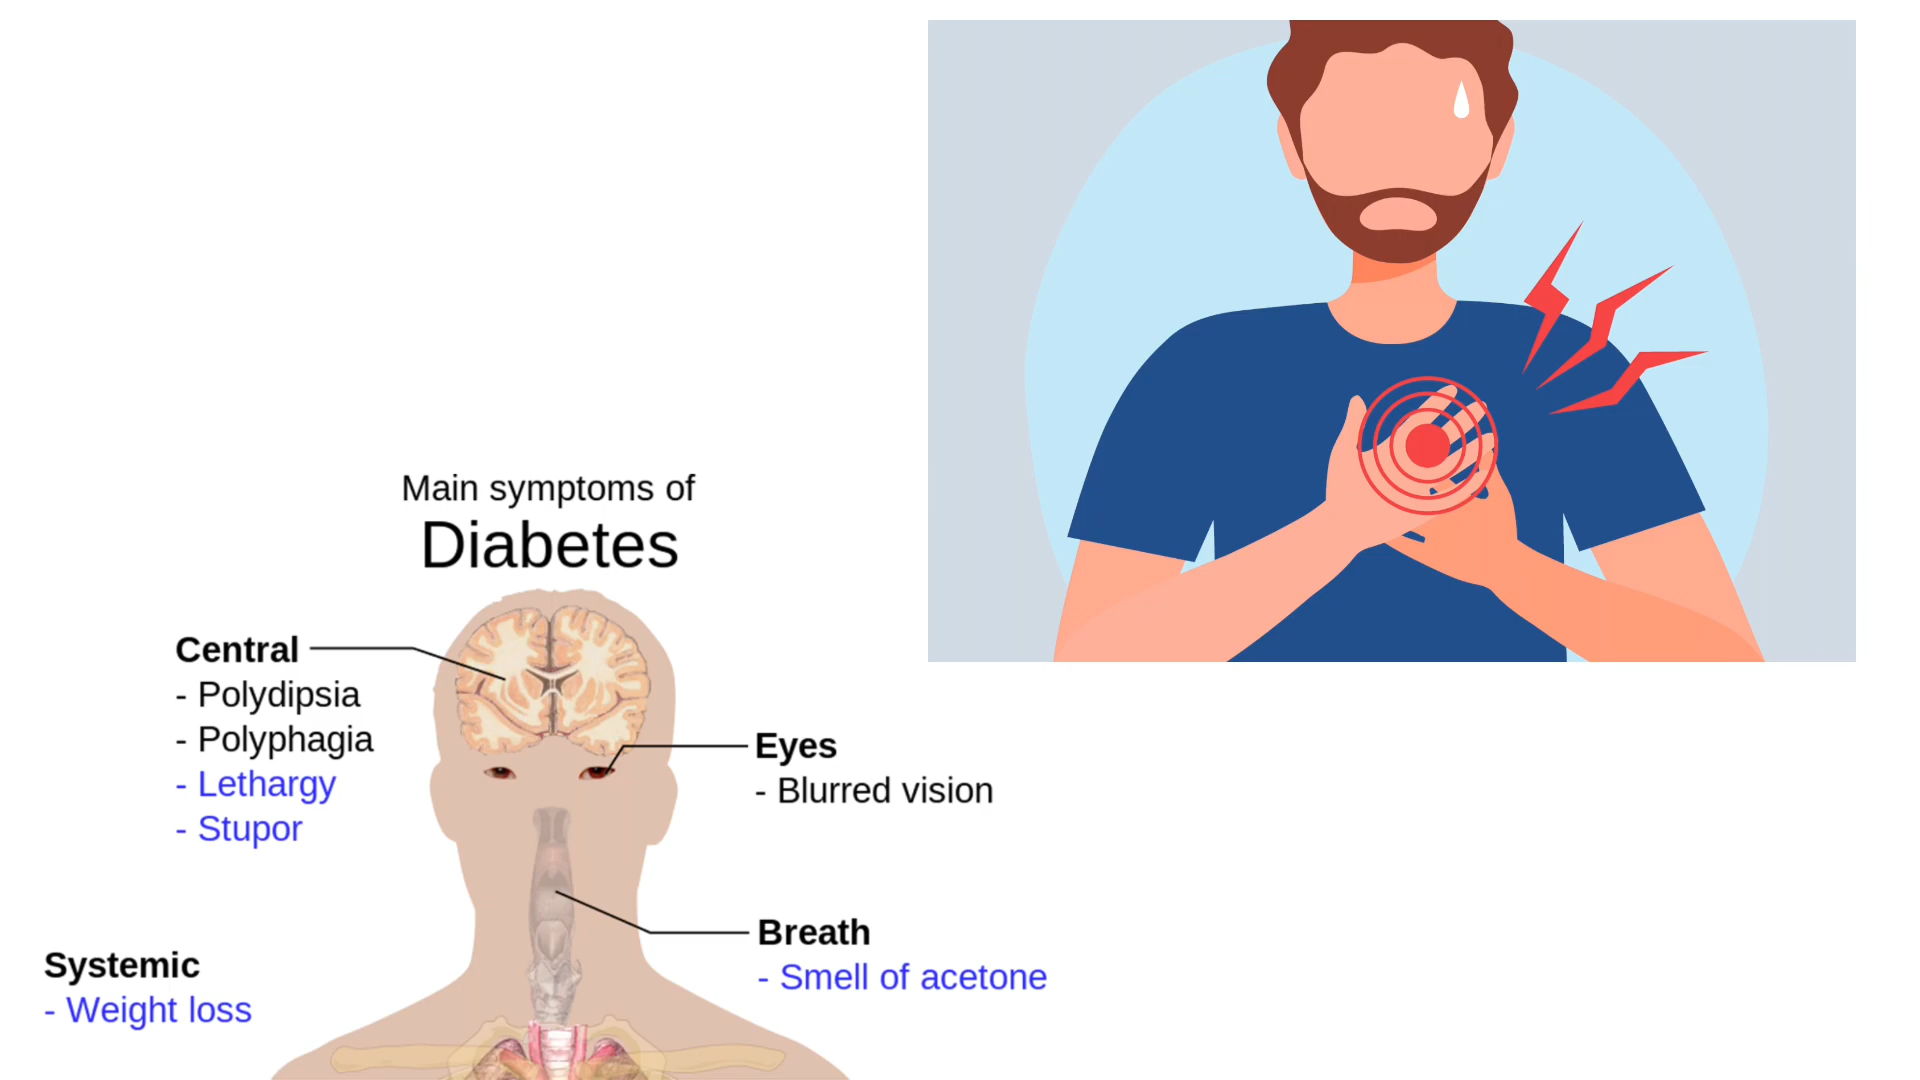 Main symptoms of
Diabetes
Central
- Polydipsia
- Polyphagia
- Lethargy
- Stupor
Eyes
- Blurred vision
Breath
- Smell of acetone
Systemic
- Weight loss